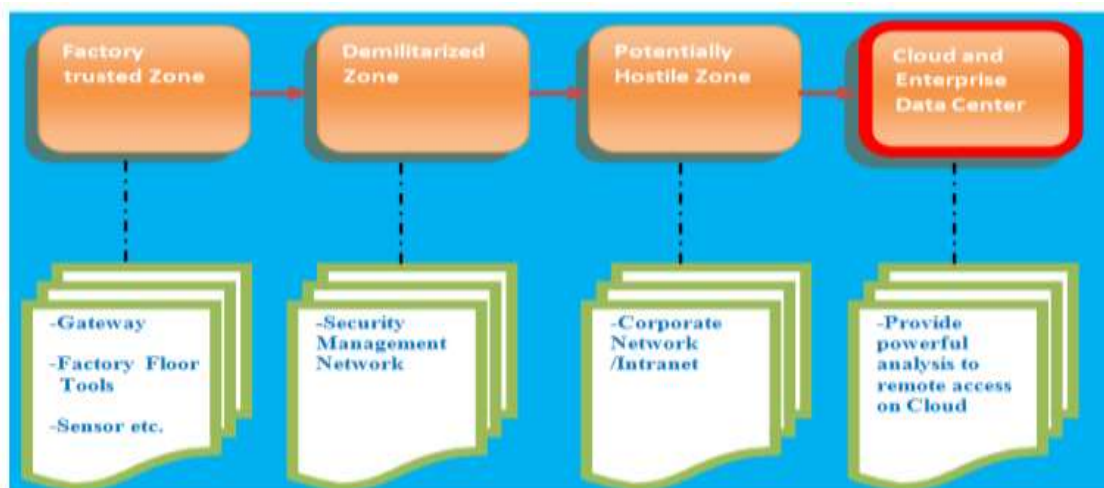 Factory
trusted Zone
Demilitarized
Zone
Potentially
Hostile Zone
Cloud and
Enterprise
Data Center
-Gateway
-Factory Floor
Tools
-Sensor etc.
-Security
Management
Network
-Corporate
Network
/Intranet
-Provide
powerful
analysis to
remote access
on Cloud